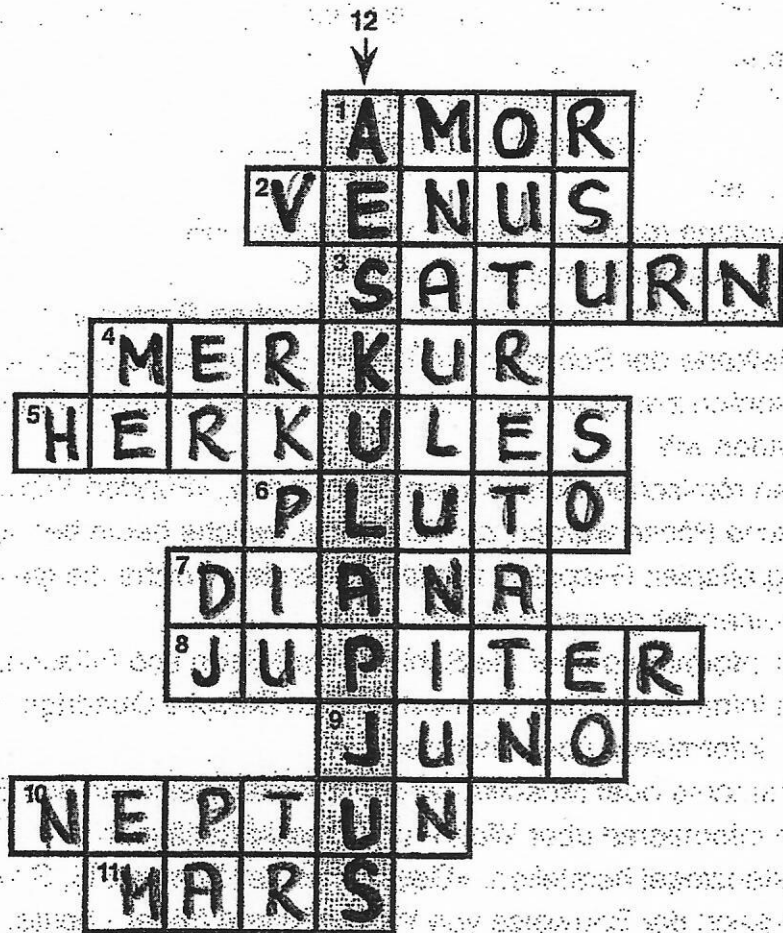 12
1 AMOR
2 VENUS
3 SATURN
4 MERKUR
5 HERKULES
6 PLUTO
7 DIANA
8 JUPITER
9 JUNO
10 NEPTUN
11 MARS